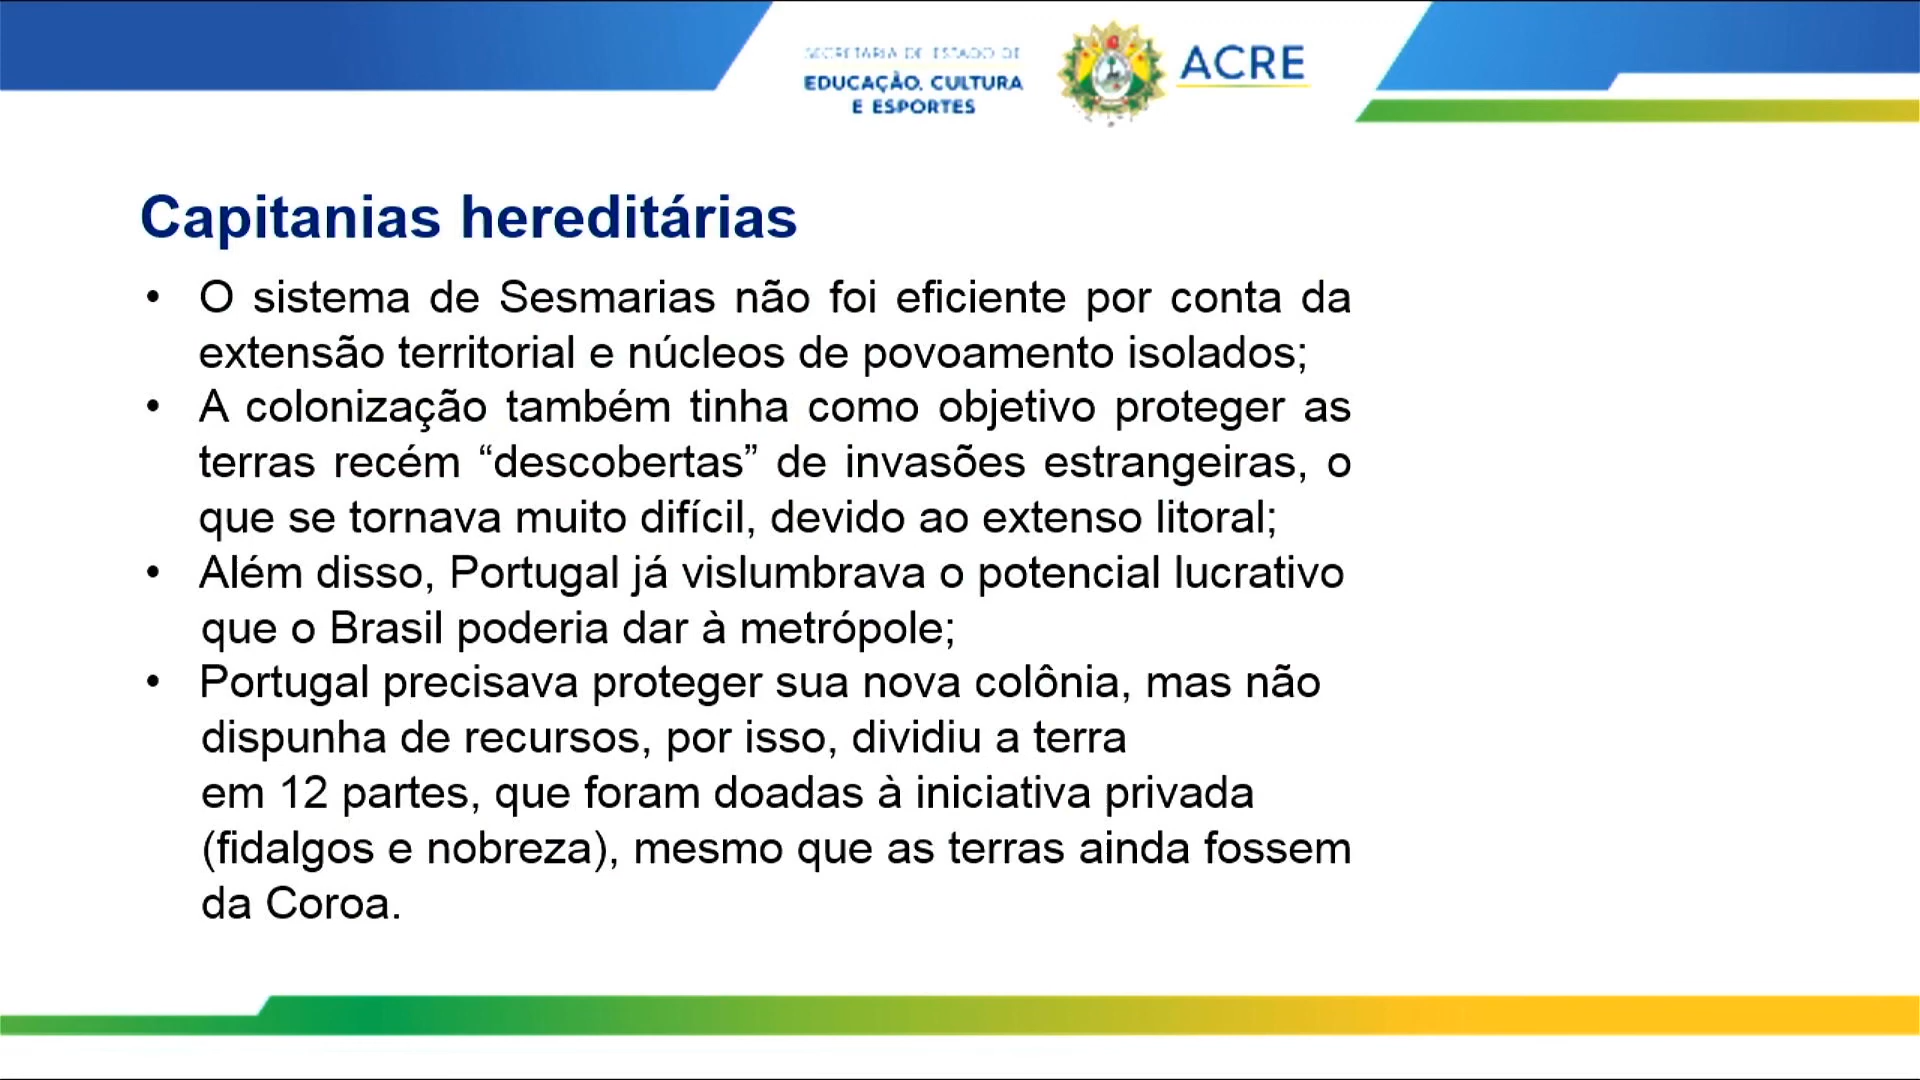 SECRETARIA DE ESTADO DE
EDUCAÇÃO, CULTURA
E ESPORTES
ACRE
Capitanias hereditárias
• O sistema de Sesmarias não foi eficiente por conta da
extensão territorial e núcleos de povoamento isolados;
• A colonização também tinha como objetivo proteger as
terras recém “descobertas” de invasões estrangeiras, o
que se tornava muito difícil, devido ao extenso litoral;
• Além disso, Portugal já vislumbrava o potencial lucrativo
que o Brasil poderia dar à metrópole;
• Portugal precisava proteger sua nova colônia, mas não
dispunha de recursos, por isso, dividiu a terra
em 12 partes, que foram doadas à iniciativa privada
(fidalgos e nobreza), mesmo que as terras ainda fossem
da Coroa.